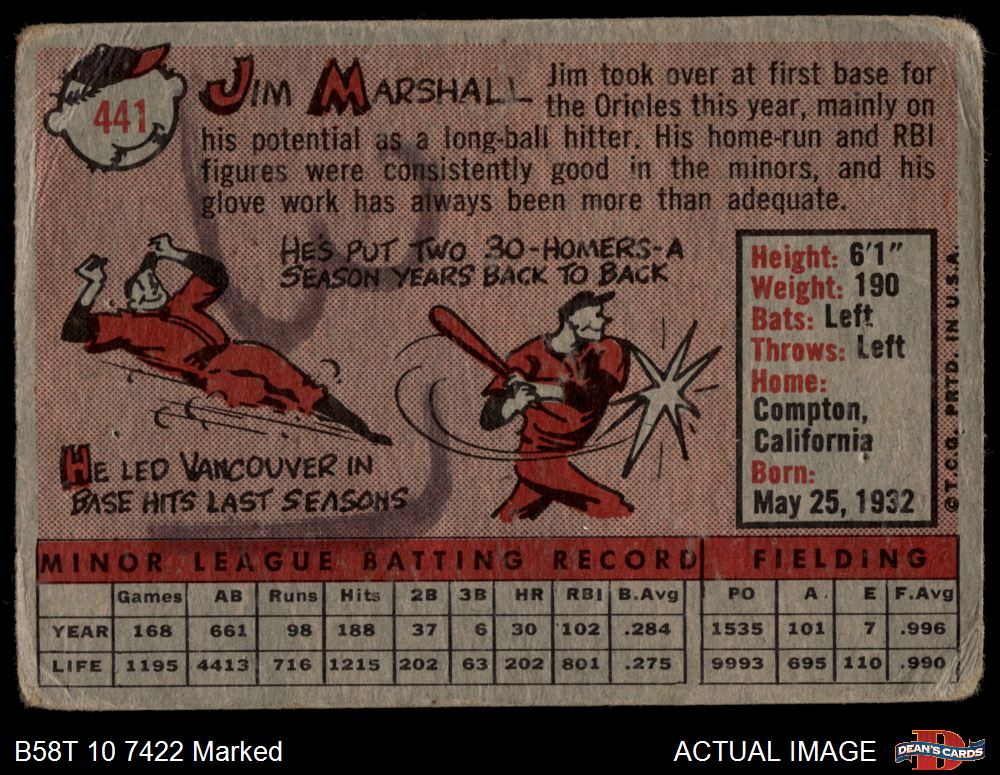 441
JIM MARSHALL
Jim took over at first base for
the Orioles this year, mainly on
his potential as a long-ball hitter. His home-run and RBI
figures were consistently good in the minors, and his
glove work has always been more than adequate.
HE'S PUT TWO 30-HOMERS-A
SEASON YEARS BACK TO BACK
HE LED VANCOUVER IN
BASE HITS LAST SEASONS
Height: 6'1"
Weight: 190
Bats: Left
Throws: Left
Home:
Compton,
California
Born:
May 25, 1932
© T.C.G. PRTD. IN U.S.A.
MINOR LEAGUE BATTING RECORD FIELDING
Games AB Runs Hits 2B 3B HR RBI B.Avg PO A. E F.Avg
YEAR 168 661 98 188 37 6 30 102 .284 1535 101 7 .996
LIFE 1195 4413 716 1215 202 63 202 801 .275 9993 695 110 .990
B58T 10 7422 Marked
ACTUAL IMAGE
DEAN'S CARDS